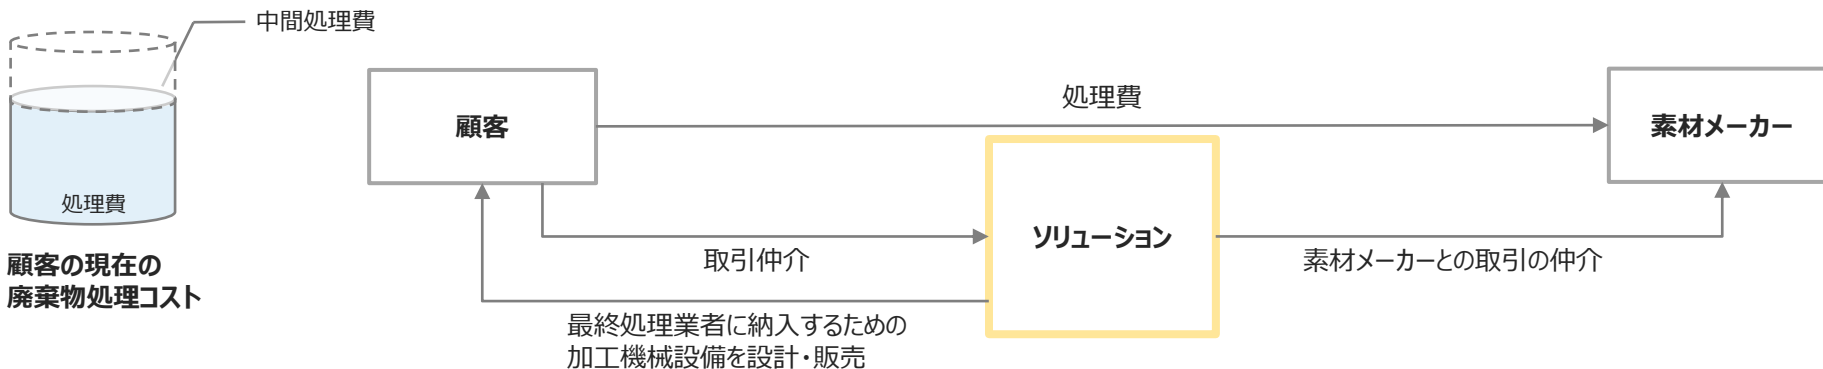 中間処理費
処理費
顧客の現在の
廃棄物処理コスト
顧客
処理費
素材メーカー
ソリューション
取引仲介
素材メーカーとの取引の仲介
最終処理業者に納入するための
加工機械設備を設計・販売